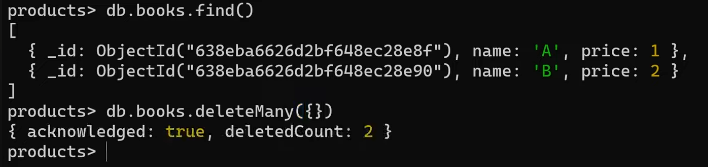 products> db.books.find()
[
  { _id: ObjectId("638eba6626d2bf648ec28e8f"), name: 'A', price: 1 },
  { _id: ObjectId("638eba6626d2bf648ec28e90"), name: 'B', price: 2 }
]
products> db.books.deleteMany({})
{ acknowledged: true, deletedCount: 2 }
products>